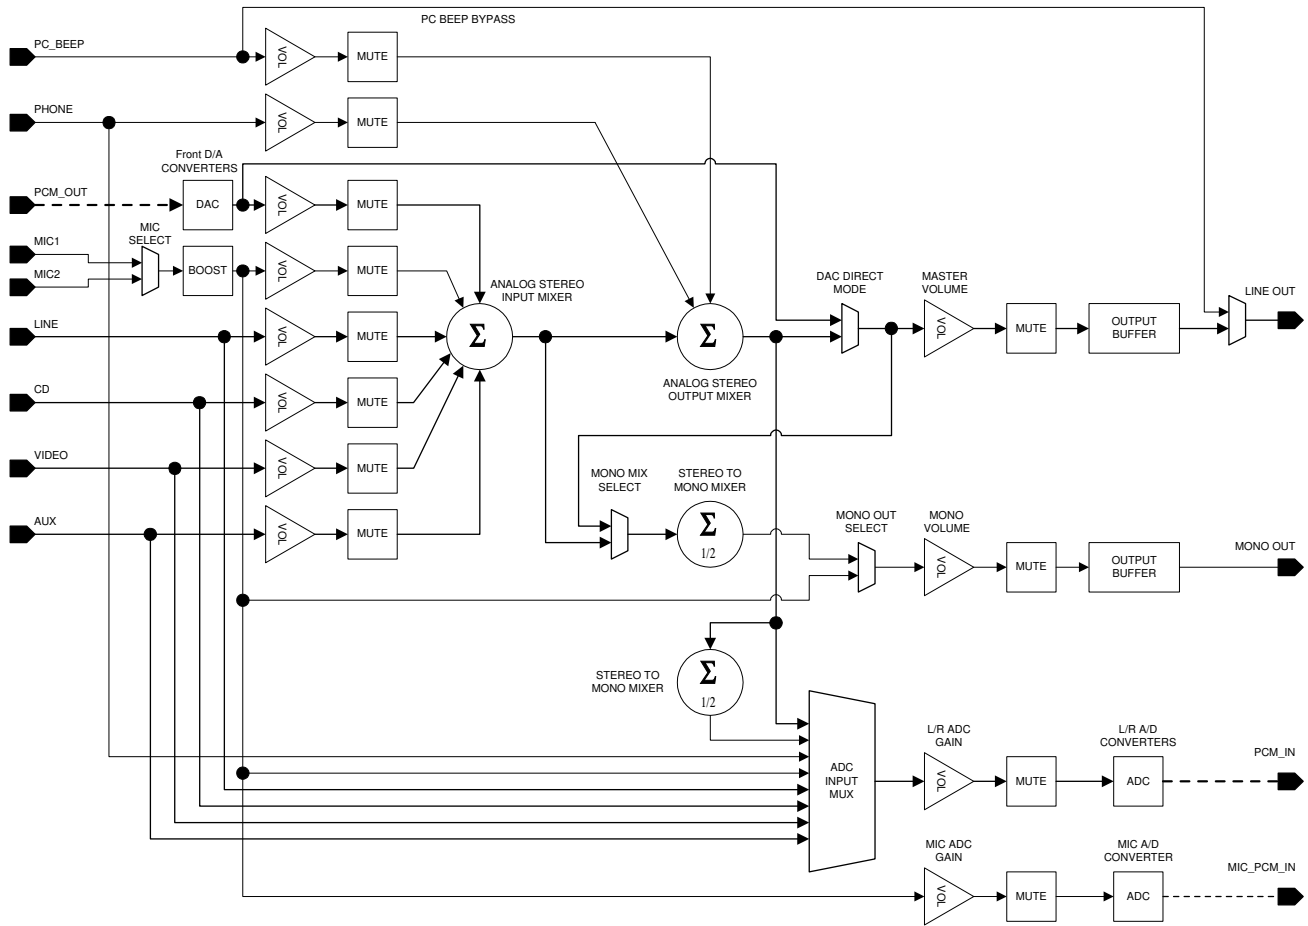 PC BEEP BYPASS
PC_BEEP
VOL
MUTE
PHONE
VOL
MUTE
Front D/A
CONVERTERS
PCM_OUT
DAC
VOL
MUTE
MIC
SELECT
MIC1
MIC2
BOOST
VOL
MUTE
ANALOG STEREO
INPUT MIXER
Σ
LINE
VOL
MUTE
CD
VOL
MUTE
VIDEO
VOL
MUTE
AUX
VOL
MUTE
Σ
ANALOG STEREO
OUTPUT MIXER
DAC DIRECT
MODE
MASTER
VOLUME
VOL
MUTE
OUTPUT
BUFFER
LINE OUT
MONO MIX
SELECT
STEREO TO
MONO MIXER
Σ
1/2
MONO OUT
SELECT
MONO
VOLUME
VOL
MUTE
OUTPUT
BUFFER
MONO OUT
STEREO TO
MONO MIXER
Σ
1/2
ADC
INPUT
MUX
L/R ADC
GAIN
VOL
MUTE
L/R A/D
CONVERTERS
ADC
PCM_IN
MIC ADC
GAIN
VOL
MUTE
MIC A/D
CONVERTER
ADC
MIC_PCM_IN